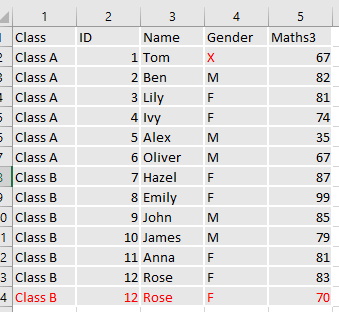 1 2 3 4 5
1 Class ID Name Gender Maths3
2 Class A 1 Tom X 67
3 Class A 2 Ben M 82
4 Class A 3 Lily F 81
5 Class A 4 Ivy F 74
6 Class A 5 Alex M 35
7 Class A 6 Oliver M 67
8 Class B 7 Hazel F 87
9 Class B 8 Emily F 99
0 Class B 9 John M 85
1 Class B 10 James M 79
2 Class B 11 Anna F 81
3 Class B 12 Rose F 83
4 Class B 12 Rose F 70